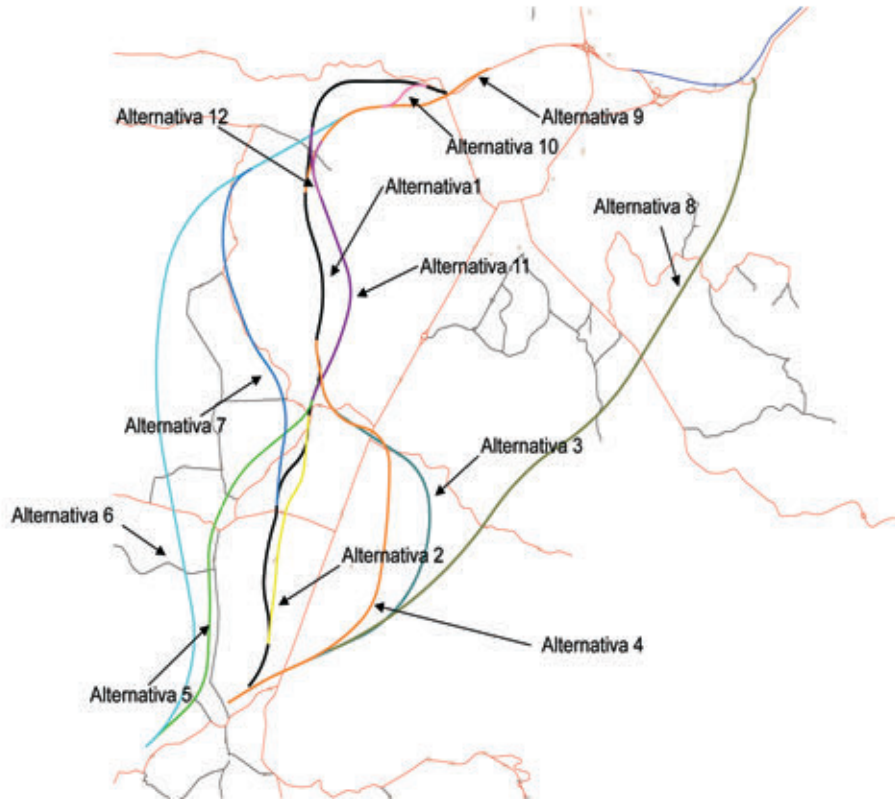 Alternativa 12
Alternativa 9
Alternativa 10
Alternativa1
Alternativa 8
Alternativa 11
Alternativa 7
Alternativa 3
Alternativa 6
Alternativa 2
Alternativa 4
Alternativa 5